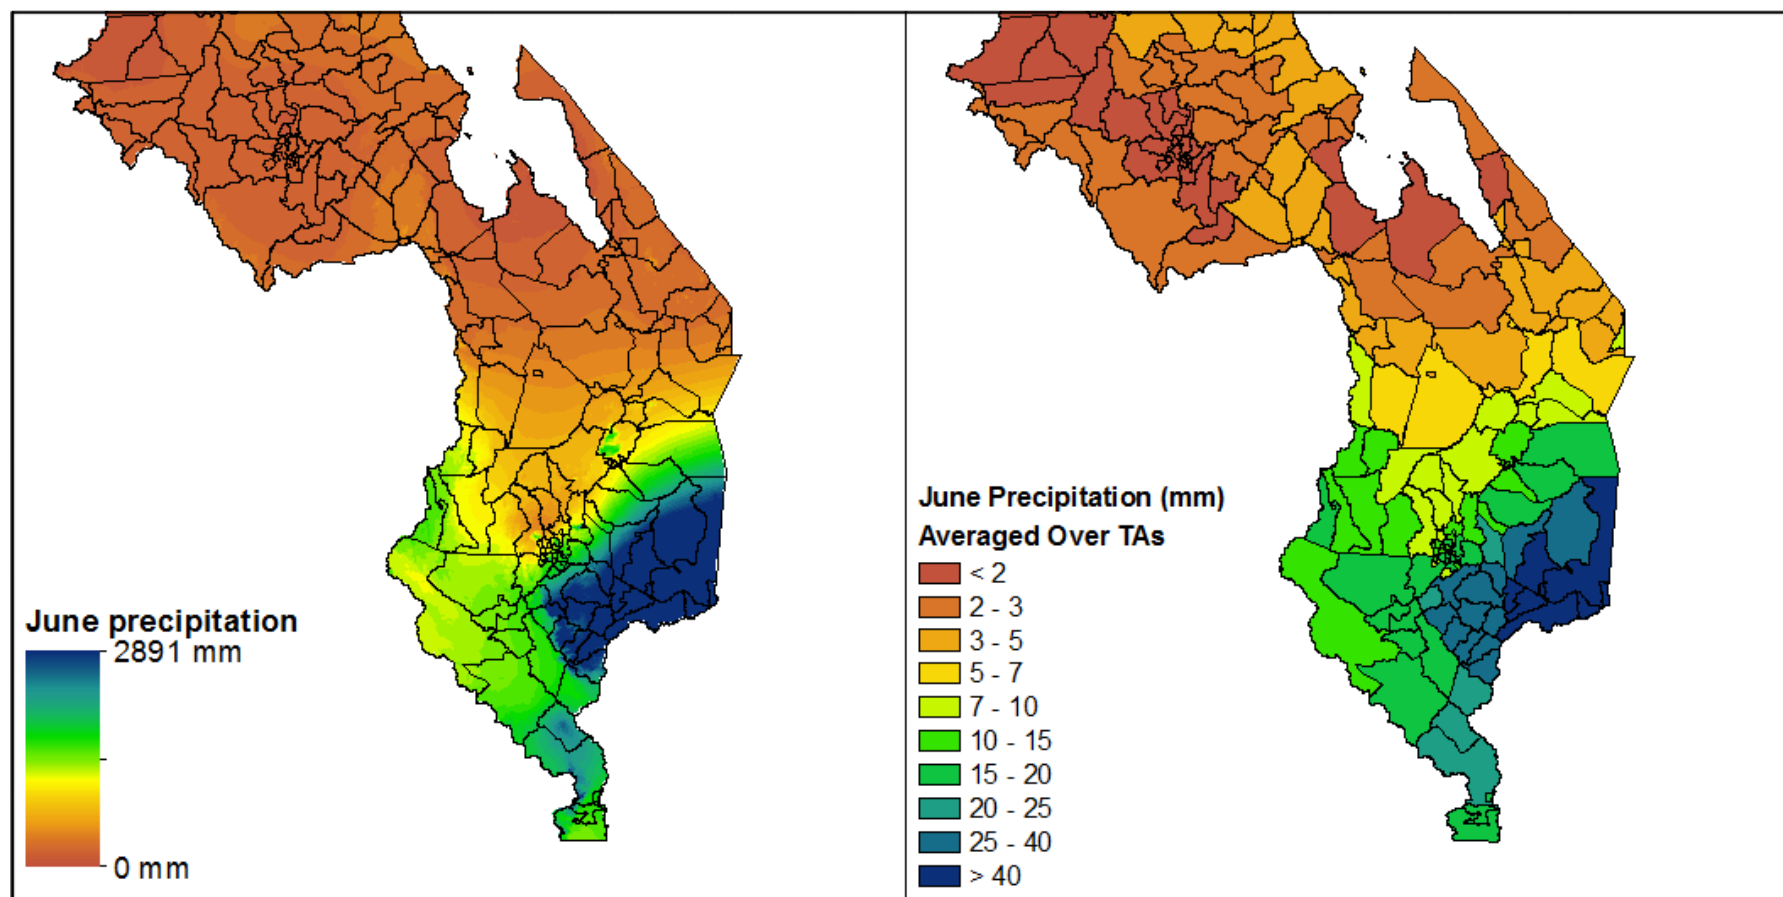 June precipitation
2891 mm
0 mm
June Precipitation (mm)
Averaged Over TAs
< 2
2 - 3
3 - 5
5 - 7
7 - 10
10 - 15
15 - 20
20 - 25
25 - 40
> 40